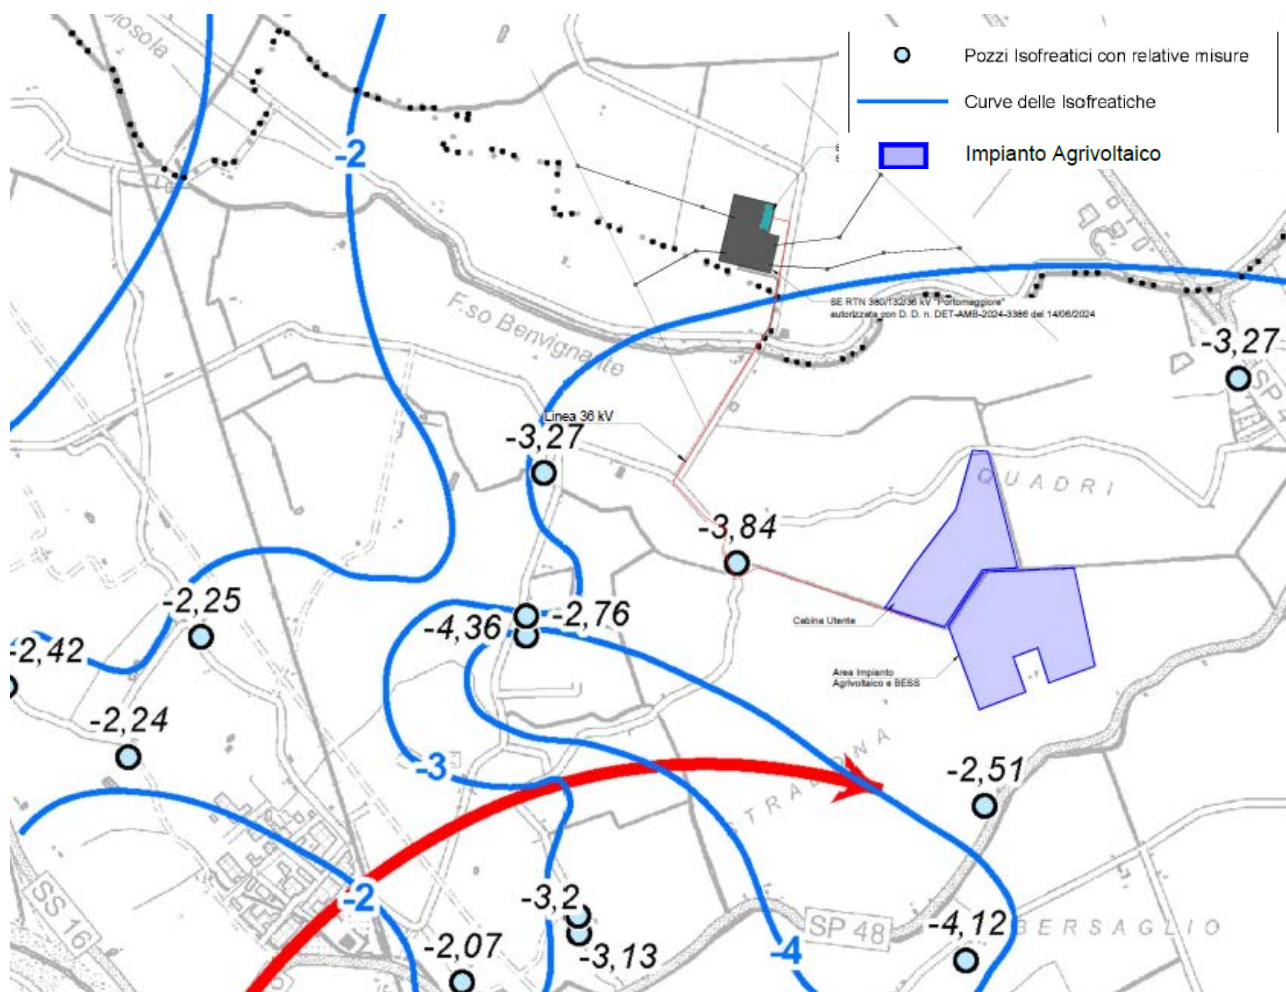 Pozzi Isofreatici con relative misure
Curve delle Isofreatiche
Impianto Agrivoltaico
-2
F.so Benvignante
SE RTN 380/132/36 kV "Portomaggiore"
autorizzata con D. D. n. DET-AMB-2024-3386 del 14/06/2024
-3,27
SP
Linea 36 kV
-3,27
QUADRI
-3,84
-2,25
-2,76
-4,36
Cabina Utente
-2,42
Area Impianto
Agrivoltaico e BESS
-2,24
-3
-2,51
-2
SS 16
-3,2
-3,13
-2,07
SP 48
-4,12
BERSAGLIO
-4